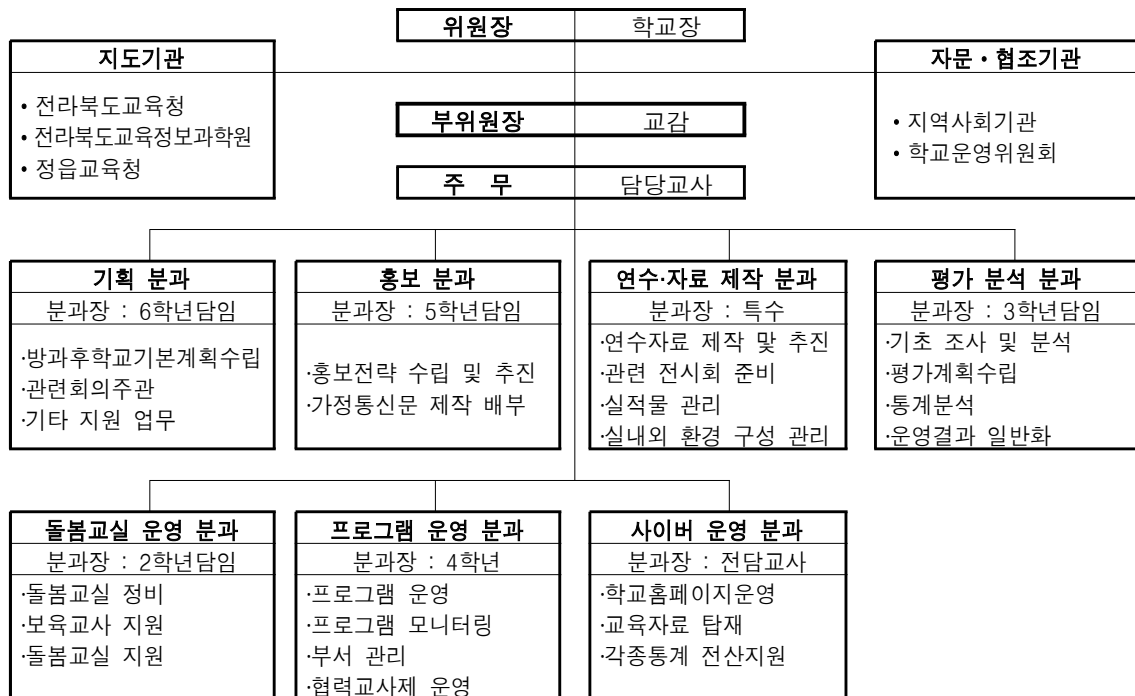 위원장 학교장
지도기관
• 전라북도교육청
• 전라북도교육정보과학원
• 정읍교육청
자문·협조기관
• 지역사회기관
• 학교운영위원회
부위원장 교감
주 무 담당교사
기획 분과
분과장 : 6학년담임
·방과후학교기본계획수립
·관련회의주관
·기타 지원 업무
홍보 분과
분과장 : 5학년담임
·홍보전략 수립 및 추진
·가정통신문 제작 배부
연수·자료 제작 분과
분과장 : 특수
·연수자료 제작 맟 추진
·관련 전시회 준비
·실적물 관리
·실내외 환경 구성 관리
평가 분석 분과
분과장 : 3학년담임
·기초 조사 및 분석
·평가계획수립
·통계분석
·운영결과 일반화
돌봄교실 운영 분과
분과장 : 2학년담임
·돌봄교실 정비
·보육교사 지원
·돌봄교실 지원
프로그램 운영 분과
분과장 : 4학년
·프로그램 운영
·프로그램 모니터링
·부서 관리
·협력교사제 운영
사이버 운영 분과
분과장 : 전담교사
·학교홈페이지운영
·교육자료 탑재
·각종통계 전산지원